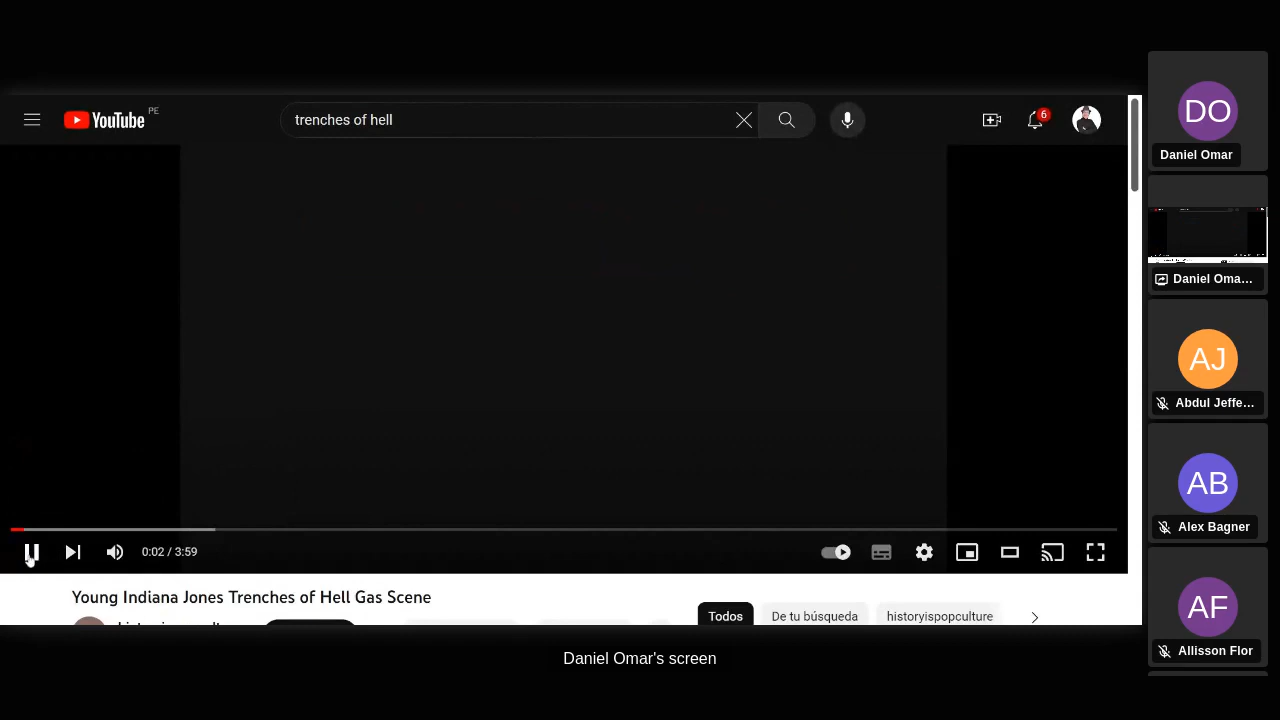 YouTube PE
trenches of hell
6
0:02 / 3:59
Young Indiana Jones Trenches of Hell Gas Scene
Todos
De tu búsqueda
historyispopculture
Daniel Omar's screen
DO
Daniel Omar
Daniel Oma...
AJ
Abdul Jeffe...
AB
Alex Bagner
AF
Allisson Flor